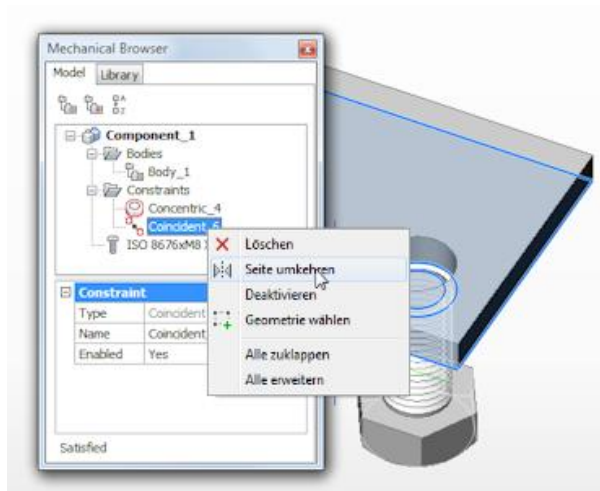 Mechanical Browser
Model Library
Component_1
Bodies
Body_1
Constraints
Concentric_4
Coincident_5
ISO 8676xM8
Löschen
Seite umkehren
Deaktivieren
Geometrie wählen
Alle zuklappen
Alle erweitern
Constraint
Type Coincident
Name Coincident
Enabled Yes
Satisfied